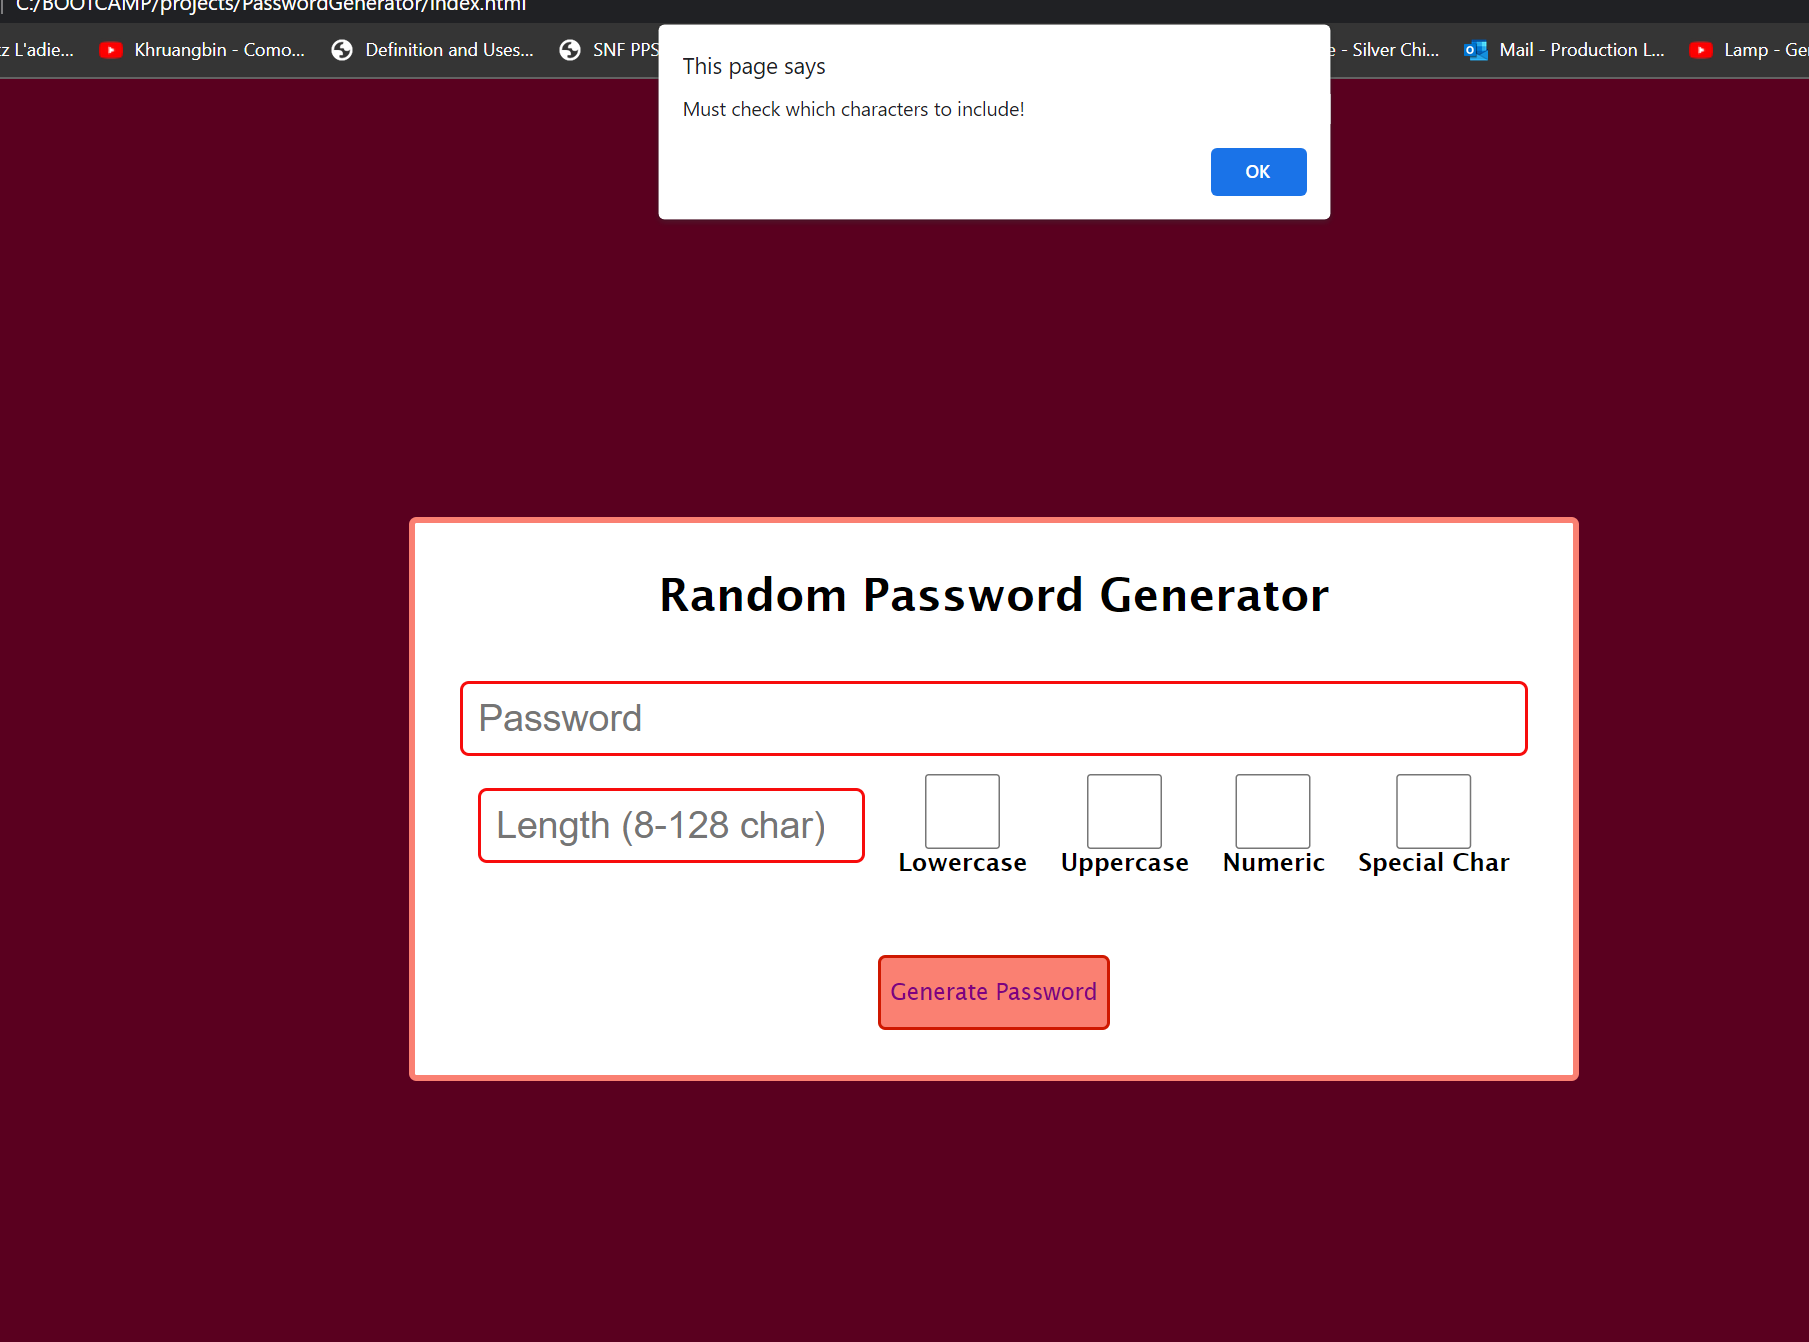 C:/BOOTCAMP/projects/PasswordGenerator/index.html
L'adie... Khruangbin - Como... Definition and Uses... SNF PPS - Silver Chi... Mail - Production L... Lamp -
This page says
Must check which characters to include!
OK
Random Password Generator
Password
Length (8-128 char)
Lowercase Uppercase Numeric Special Char
Generate Password